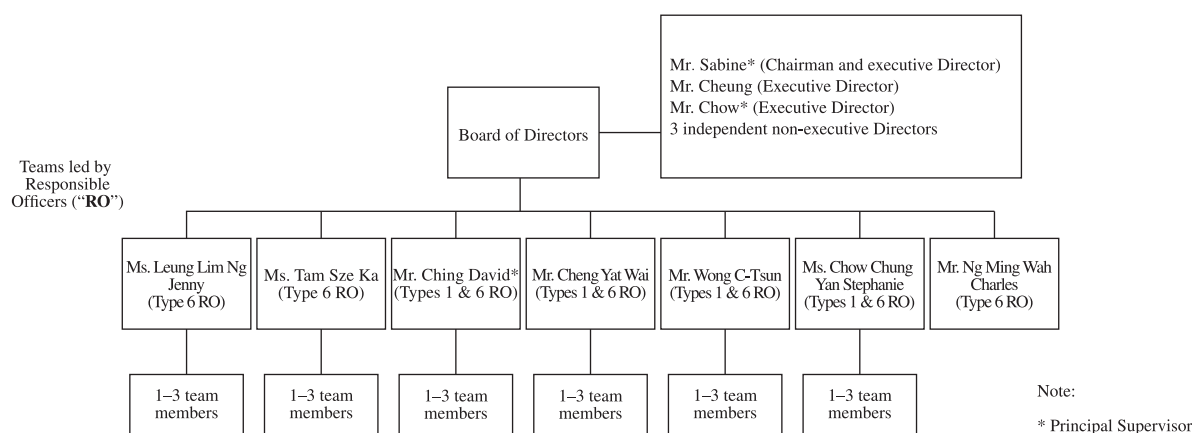 Mr. Sabine* (Chairman and executive Director)
Mr. Cheung (Executive Director)
Mr. Chow* (Executive Director)
3 independent non-executive Directors
Board of Directors
Teams led by
Responsible
Officers (“RO”)
Ms. Leung Lim Ng
Jenny
(Type 6 RO)
Ms. Tam Sze Ka
(Type 6 RO)
Mr. Ching David*
(Types 1 & 6 RO)
Mr. Cheng Yat Wai
(Types 1 & 6 RO)
Mr. Wong C-Tsun
(Types 1 & 6 RO)
Ms. Chow Chung
Yan Stephanie
(Types 1 & 6 RO)
Mr. Ng Ming Wah
Charles
(Type 6 RO)
1–3 team
members
1–3 team
members
1–3 team
members
1–3 team
members
1–3 team
members
1–3 team
members
Note:
* Principal Supervisor